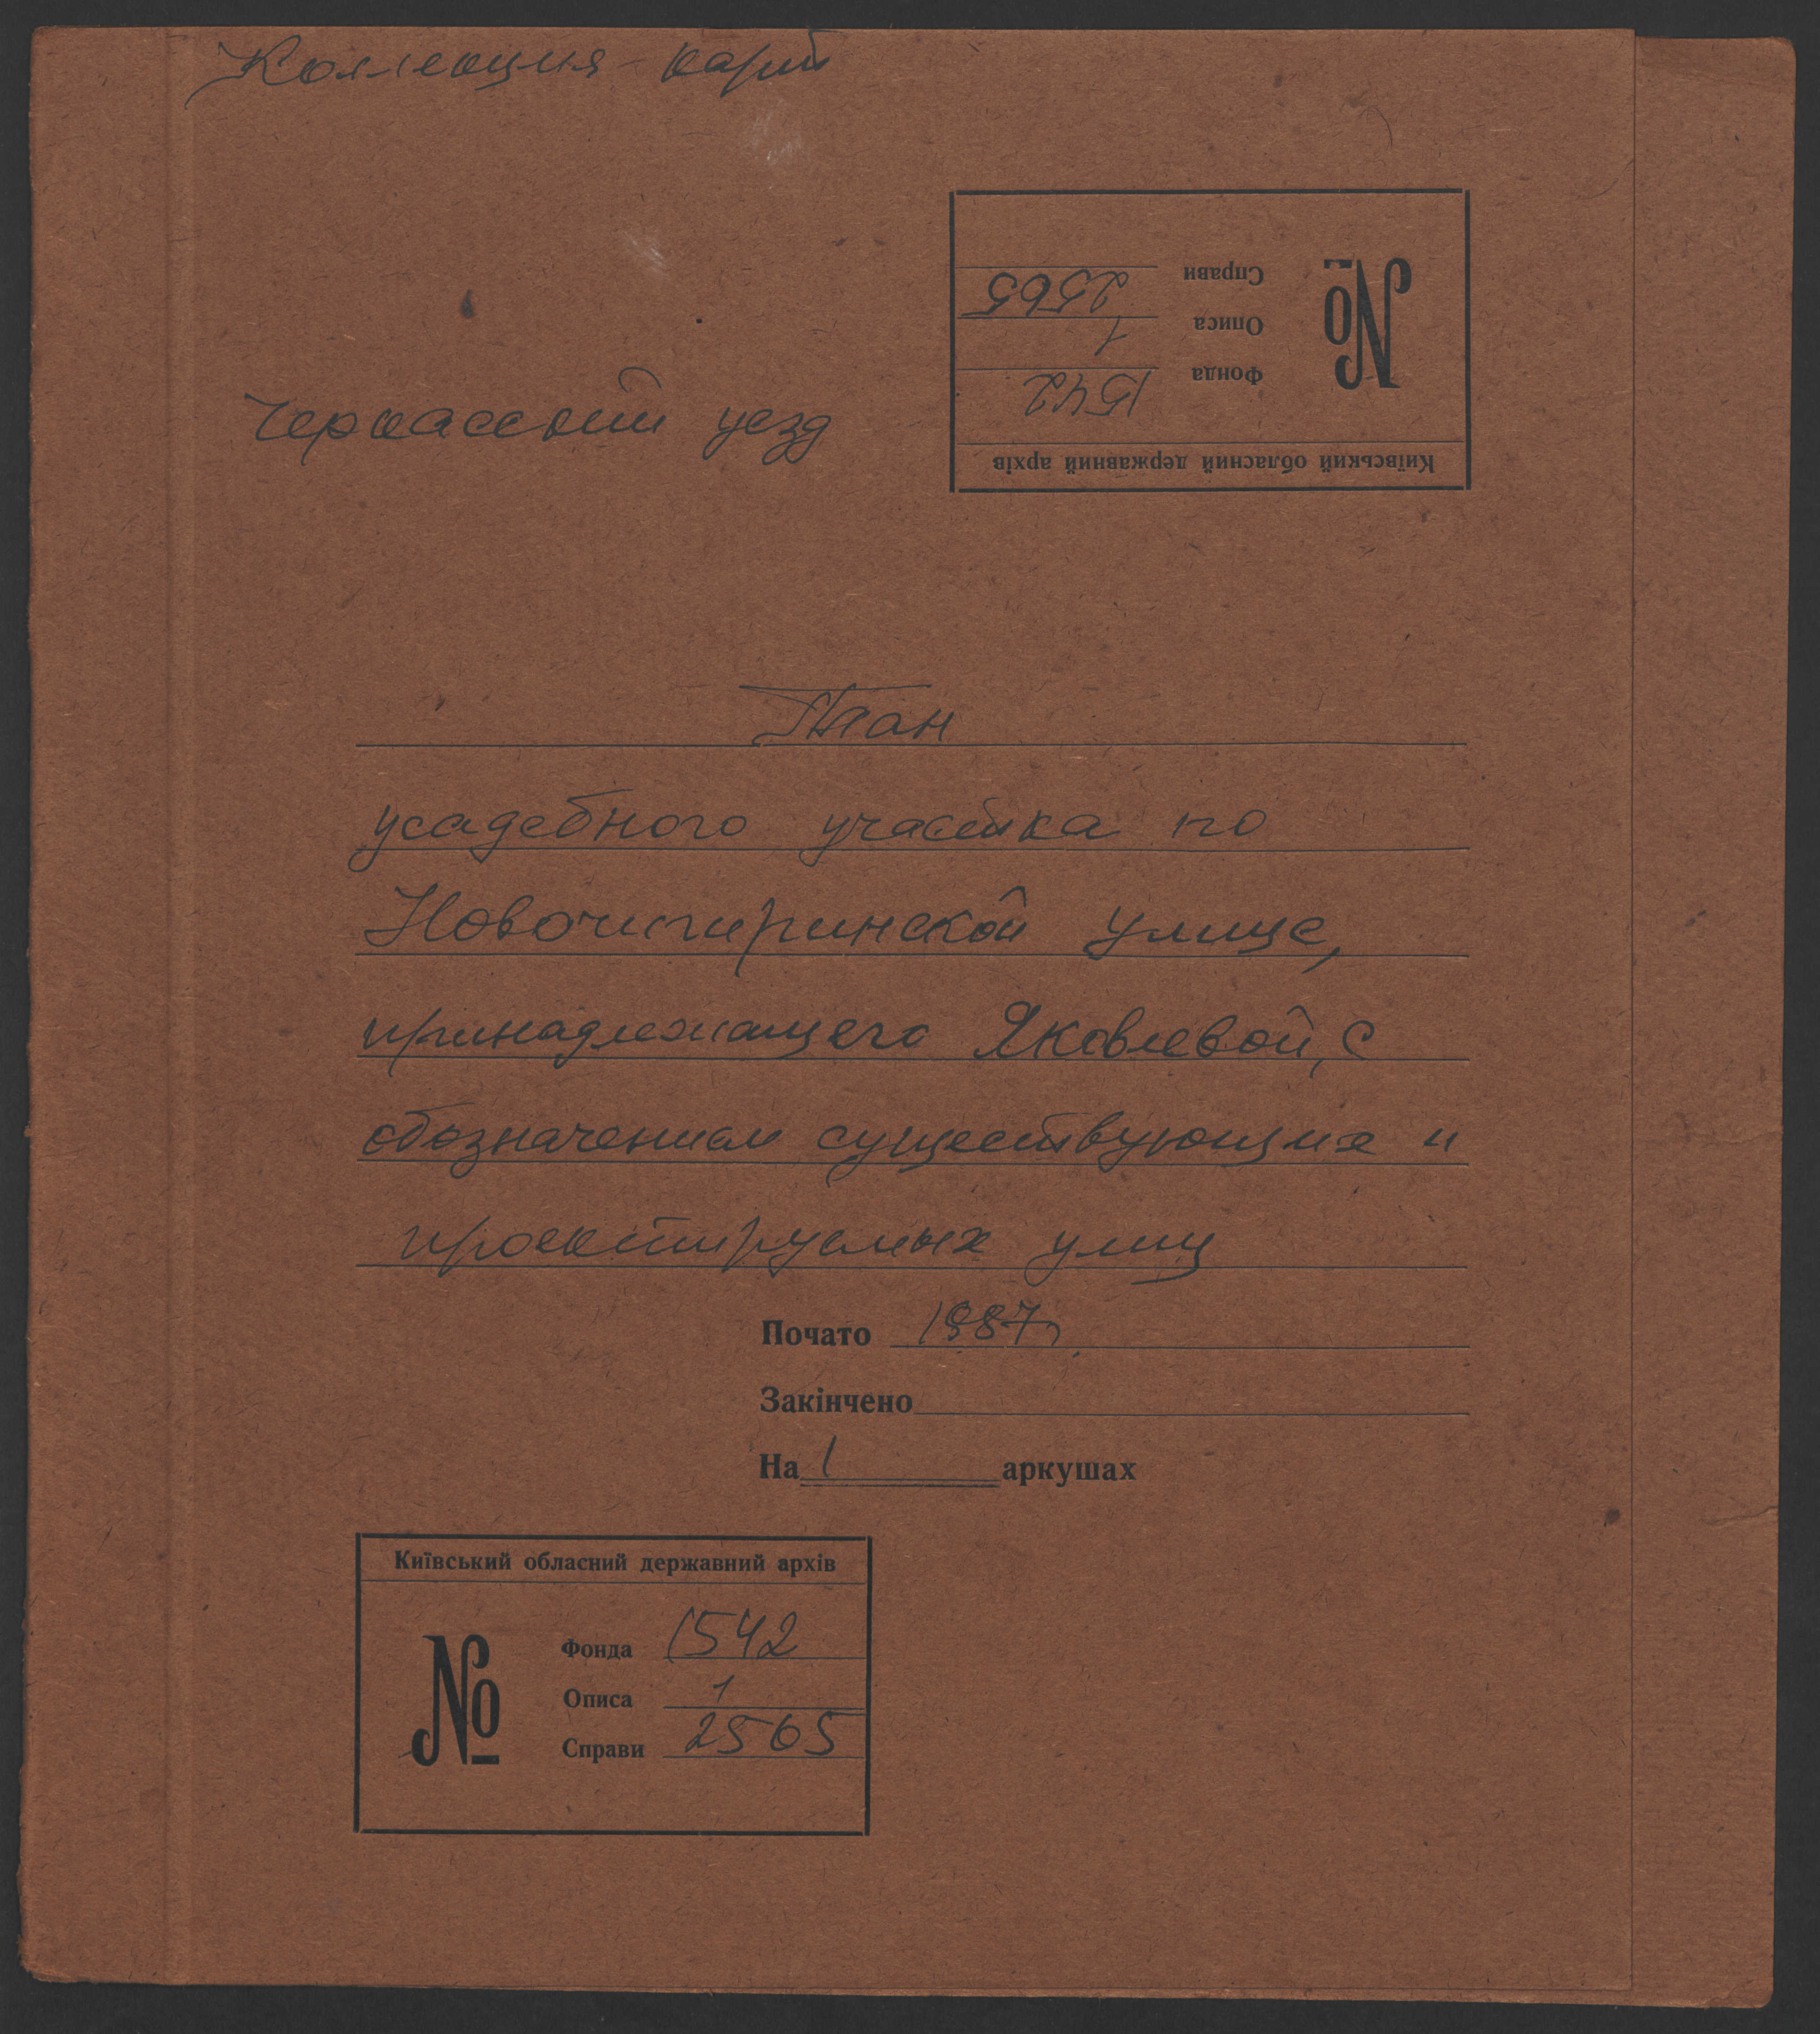 Коллекция карт
Киівський обласний державний архів
№
Фонда 1542
Описа 1
Справи 2565
Черкасский уезд
План
усадебного участка по
Новочигиринской улице,
принадлежащего Яковлевой, с
обозначением существующих и
проектируемых улиц
Почато 1887 г.
Закінчено
На 1 аркушах
Київський обласний державний архів
№
Фонда 1542
Описа 1
Справи 2565